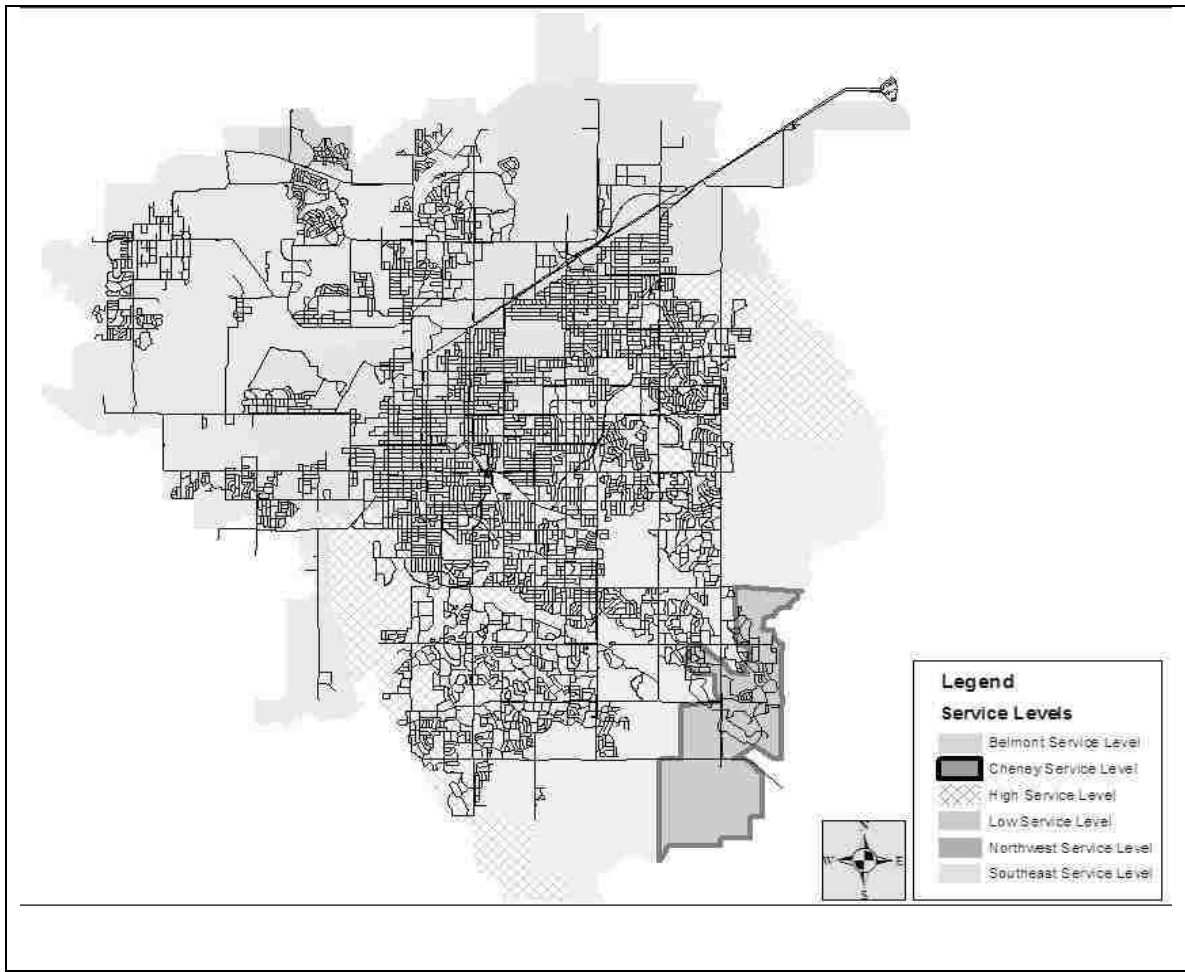 Legend
Service Levels
Belmont Service Level
Cheney Service Level
High Service Level
Low Service Level
Northwest Service Level
Southeast Service Level
N
W E
S